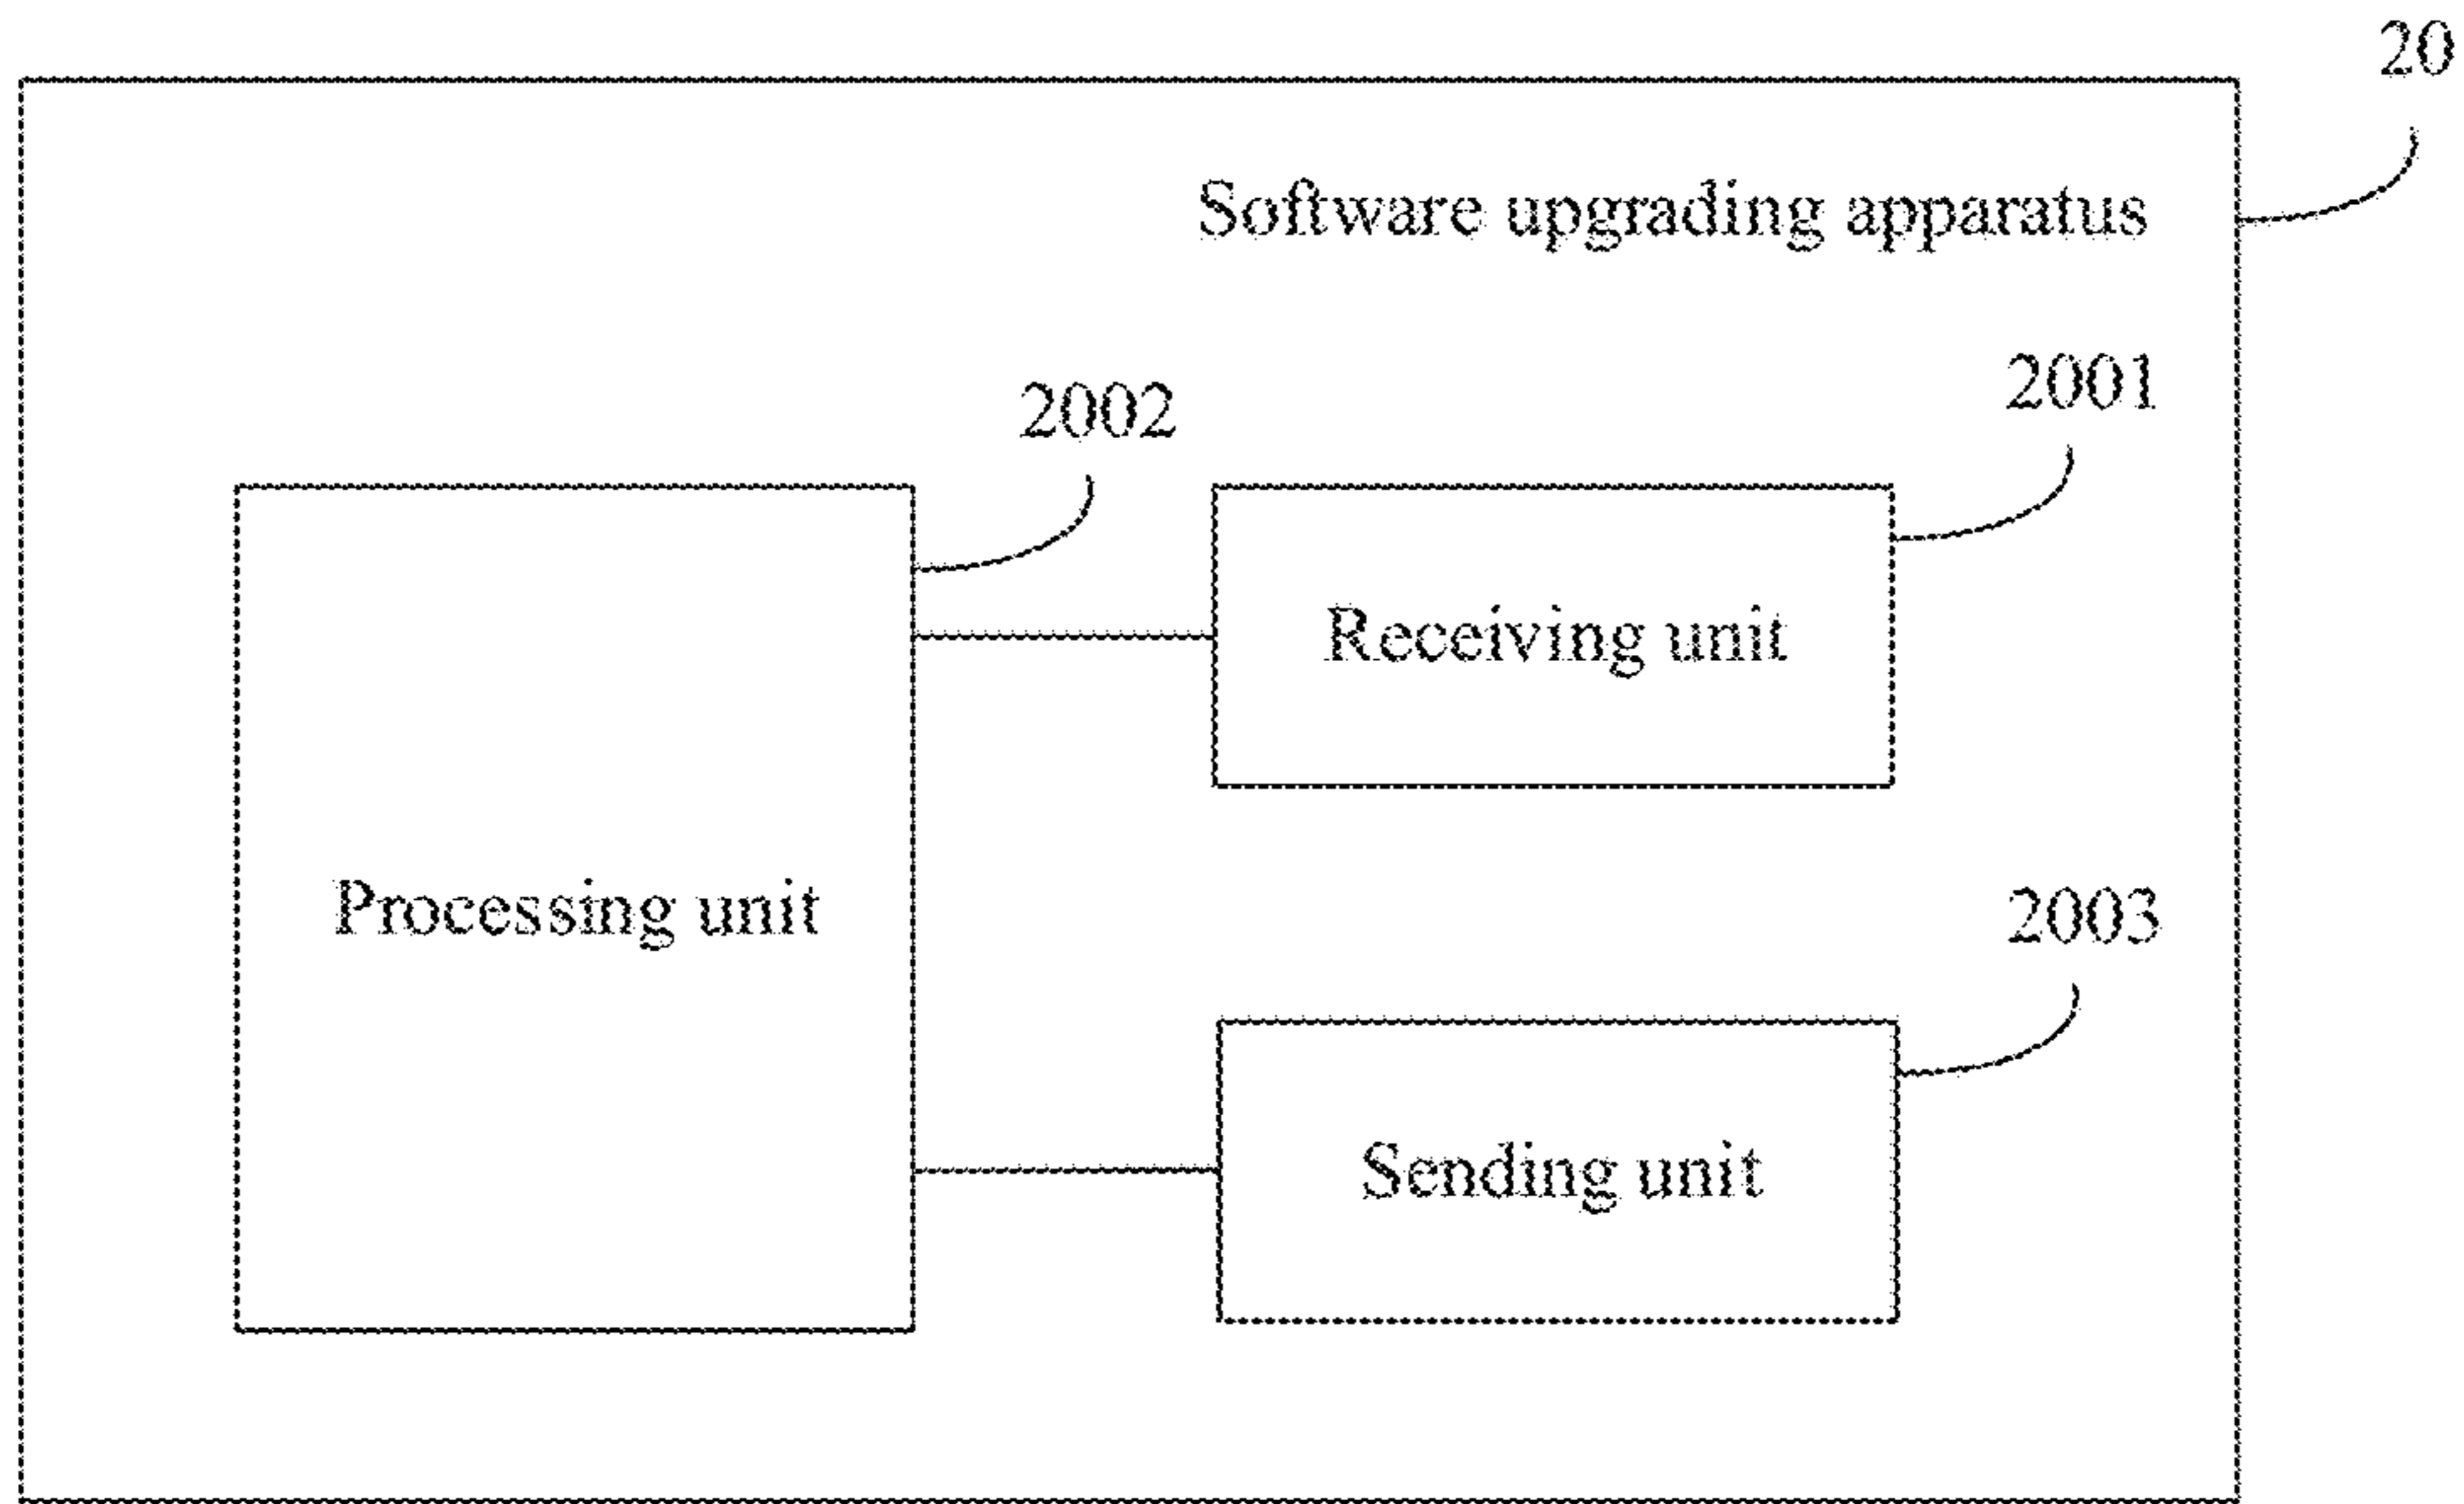 20
Software upgrading apparatus
2001
2002
Receiving unit
Processing unit
2003
Sending unit